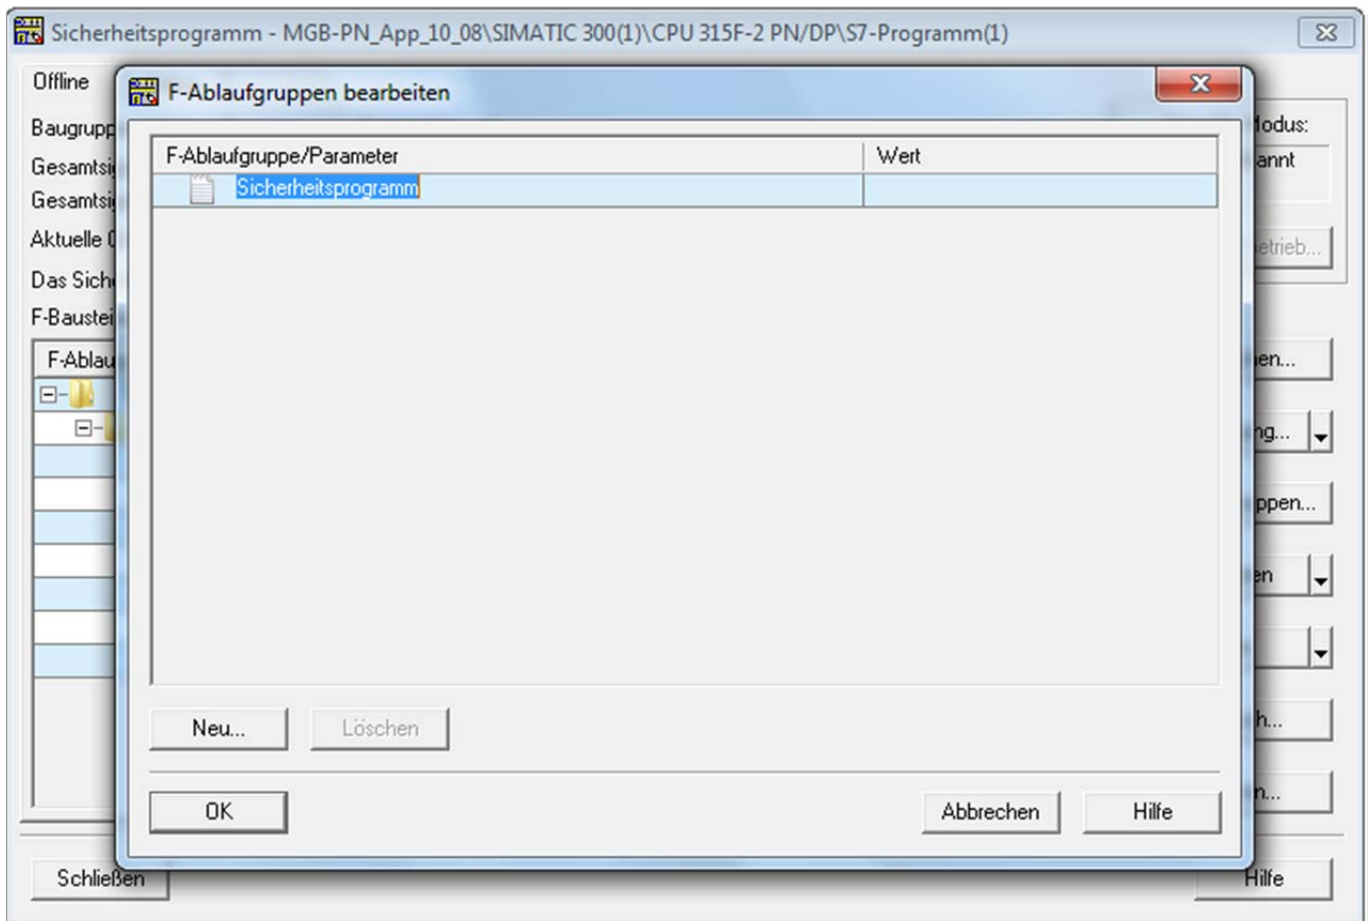 Sicherheitsprogramm - MGB-PN_App_10_08\SIMATIC 300(1)\CPU 315F-2 PN/DP\S7-Programm(1)
Offline
F-Ablaufgruppen bearbeiten
Baugrupp
Modus:
F-Ablaufgruppe/Parameter Wert
Gesamtsi
annt
Sicherheitsprogramm
Gesamtsi
Aktuelle
etrieb...
Das Sich
F-Baustei
F-Ablau
en...
ng...
ppen...
en
h...
n...
Neu... Löschen
OK Abbrechen Hilfe
Schließen Hilfe